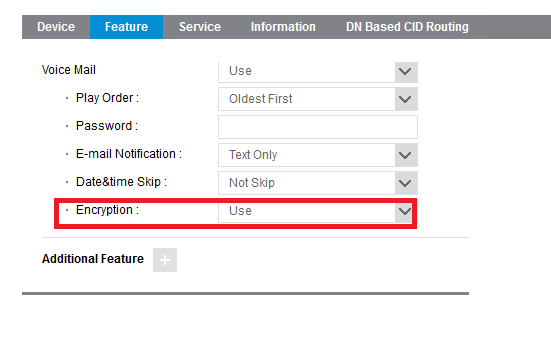 Device Feature Service Information DN Based CID Routing
Voice Mail Use
· Play Order : Oldest First
· Password :
· E-mail Notification : Text Only
· Date&time Skip : Not Skip
· Encryption : Use
Additional Feature +